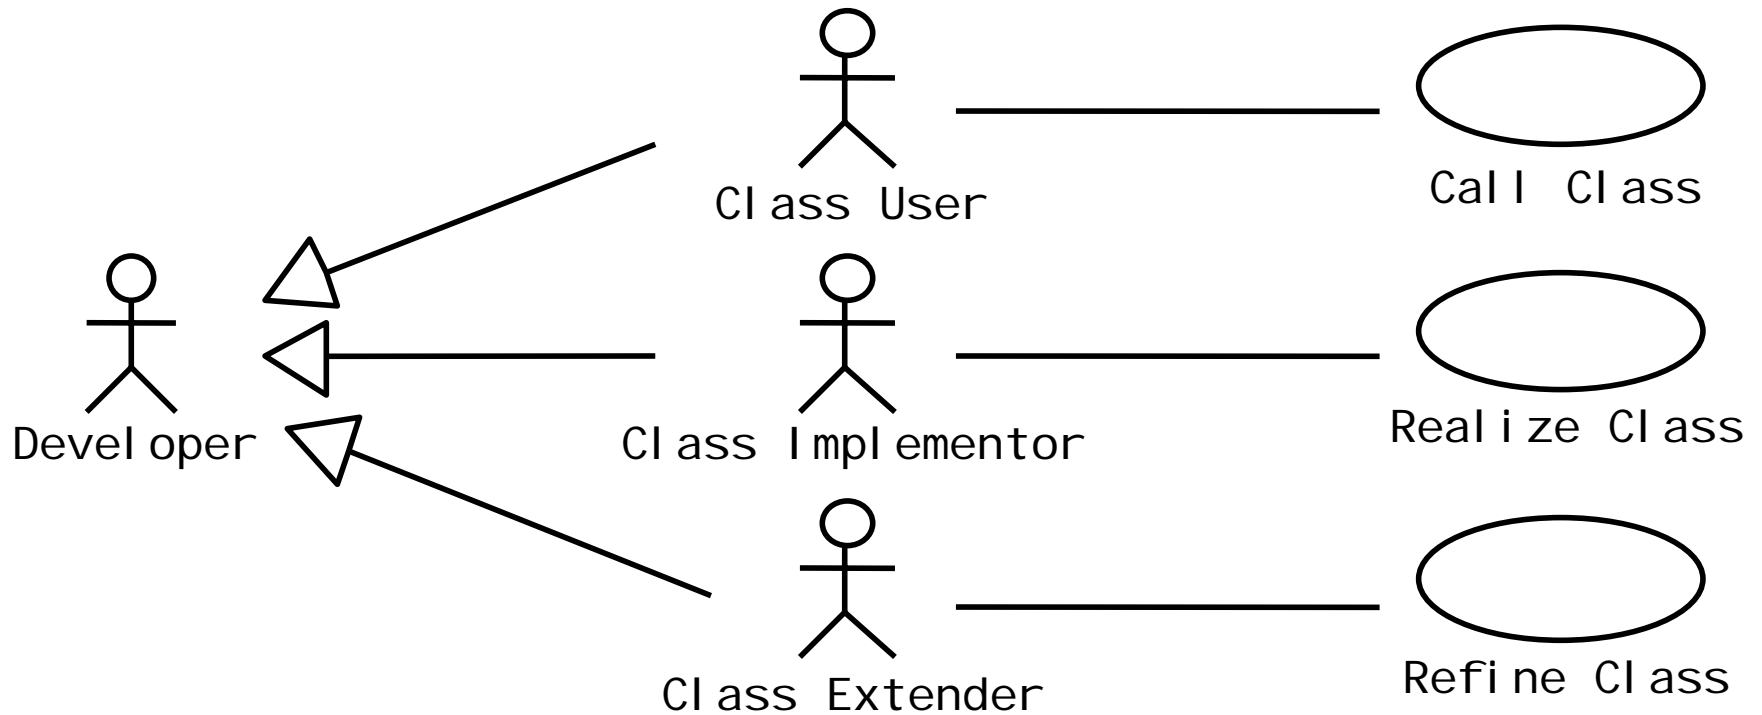 Class User
Call Class
Developer
Class Implementor
Realize Class
Class Extender
Refine Class